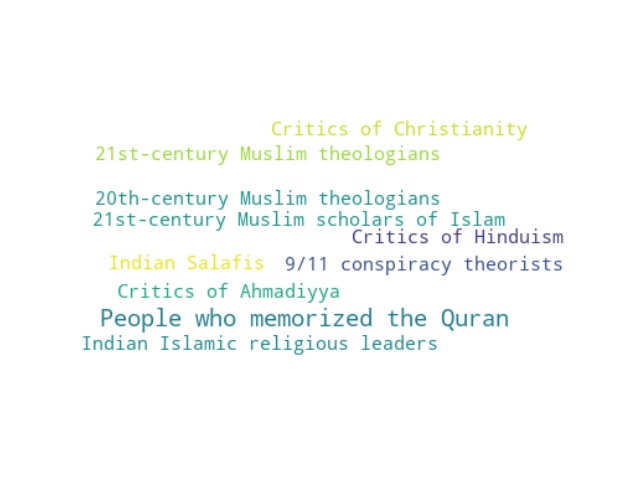 Critics of Christianity
21st-century Muslim theologians
20th-century Muslim theologians
21st-century Muslim scholars of Islam
Critics of Hinduism
Indian Salafis
9/11 conspiracy theorists
Critics of Ahmadiyya
People who memorized the Quran
Indian Islamic religious leaders